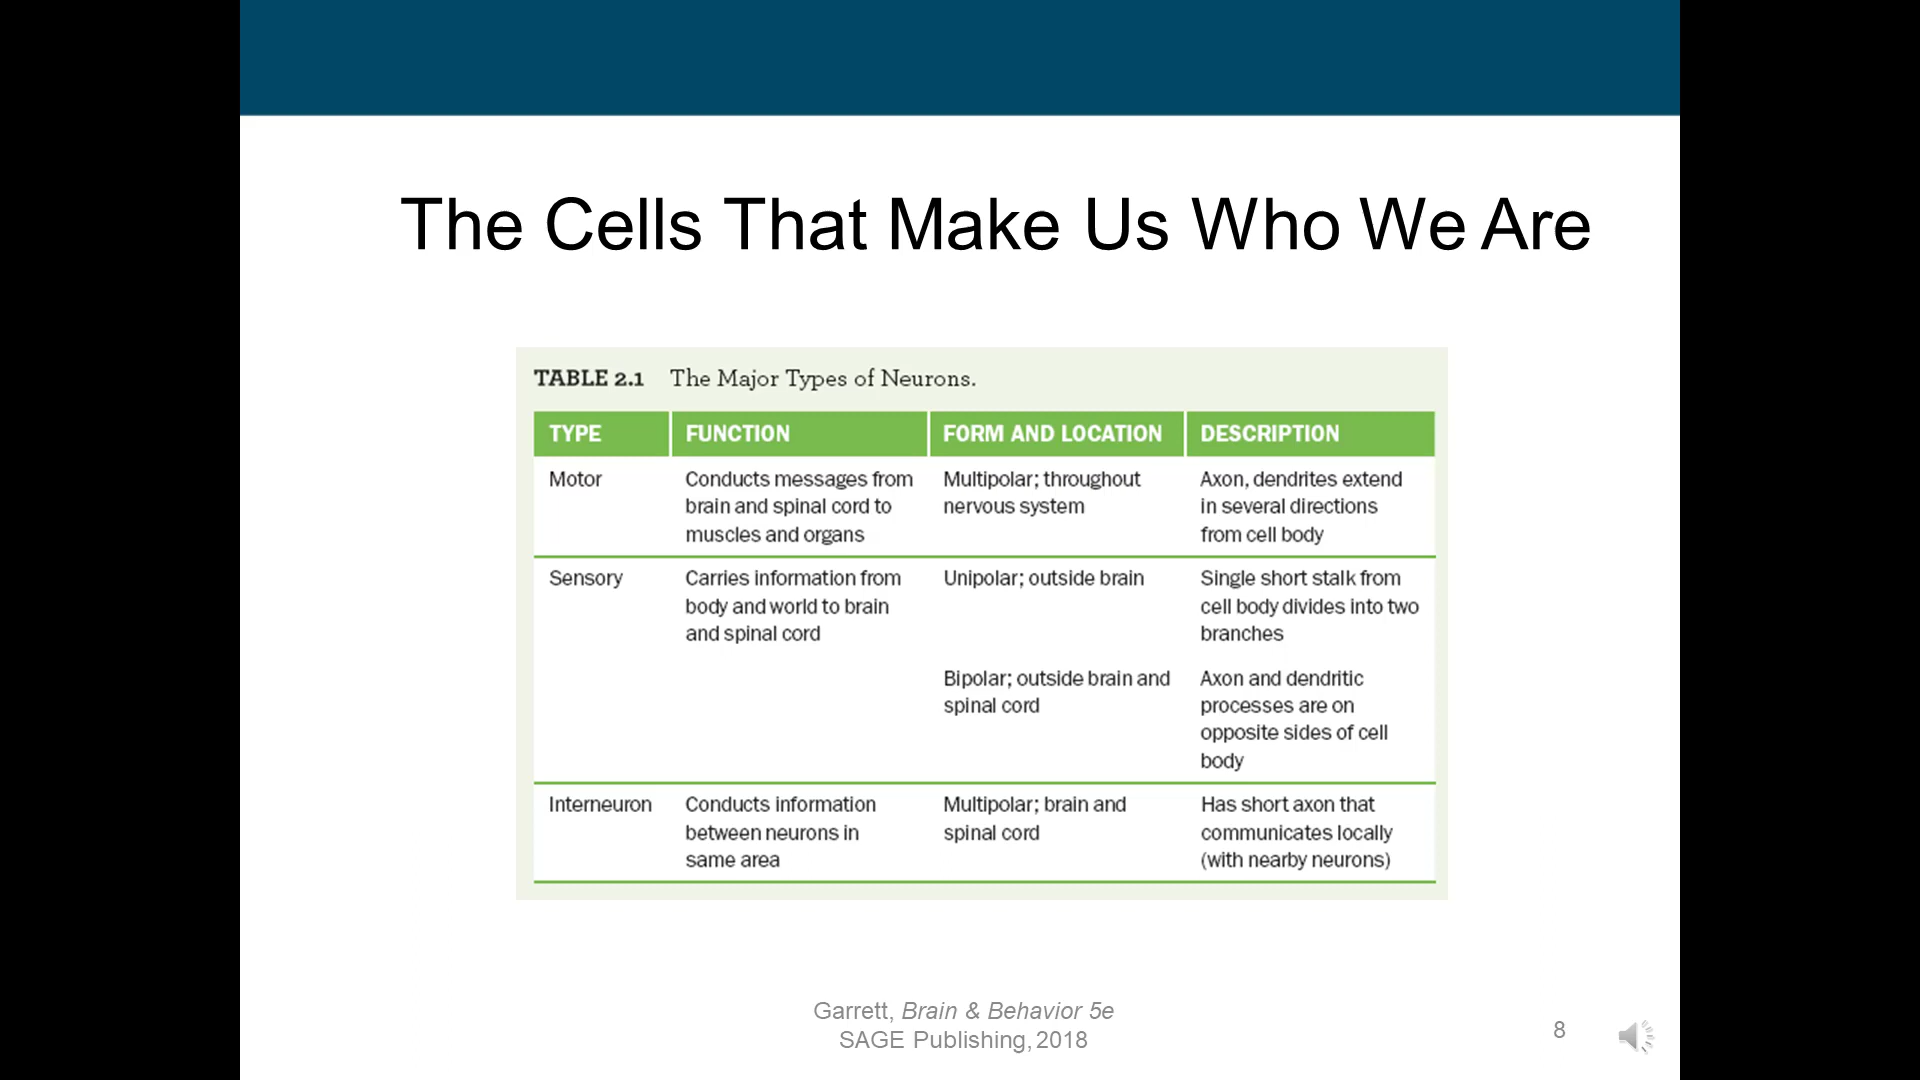 The Cells That Make Us Who We Are
TABLE 2.1 The Major Types of Neurons.
TYPE FUNCTION FORM AND LOCATION DESCRIPTION
Motor Conducts messages from Multipolar; throughout Axon, dendrites extend
brain and spinal cord to nervous system in several directions
muscles and organs from cell body
Sensory Carries information from Unipolar; outside brain Single short stalk from
body and world to brain cell body divides into two
and spinal cord branches
Bipolar; outside brain and Axon and dendritic
spinal cord processes are on
opposite sides of cell
body
Interneuron Conducts information Multipolar; brain and Has short axon that
between neurons in spinal cord communicates locally
same area (with nearby neurons)
Garrett, Brain & Behavior 5e
SAGE Publishing, 2018
8